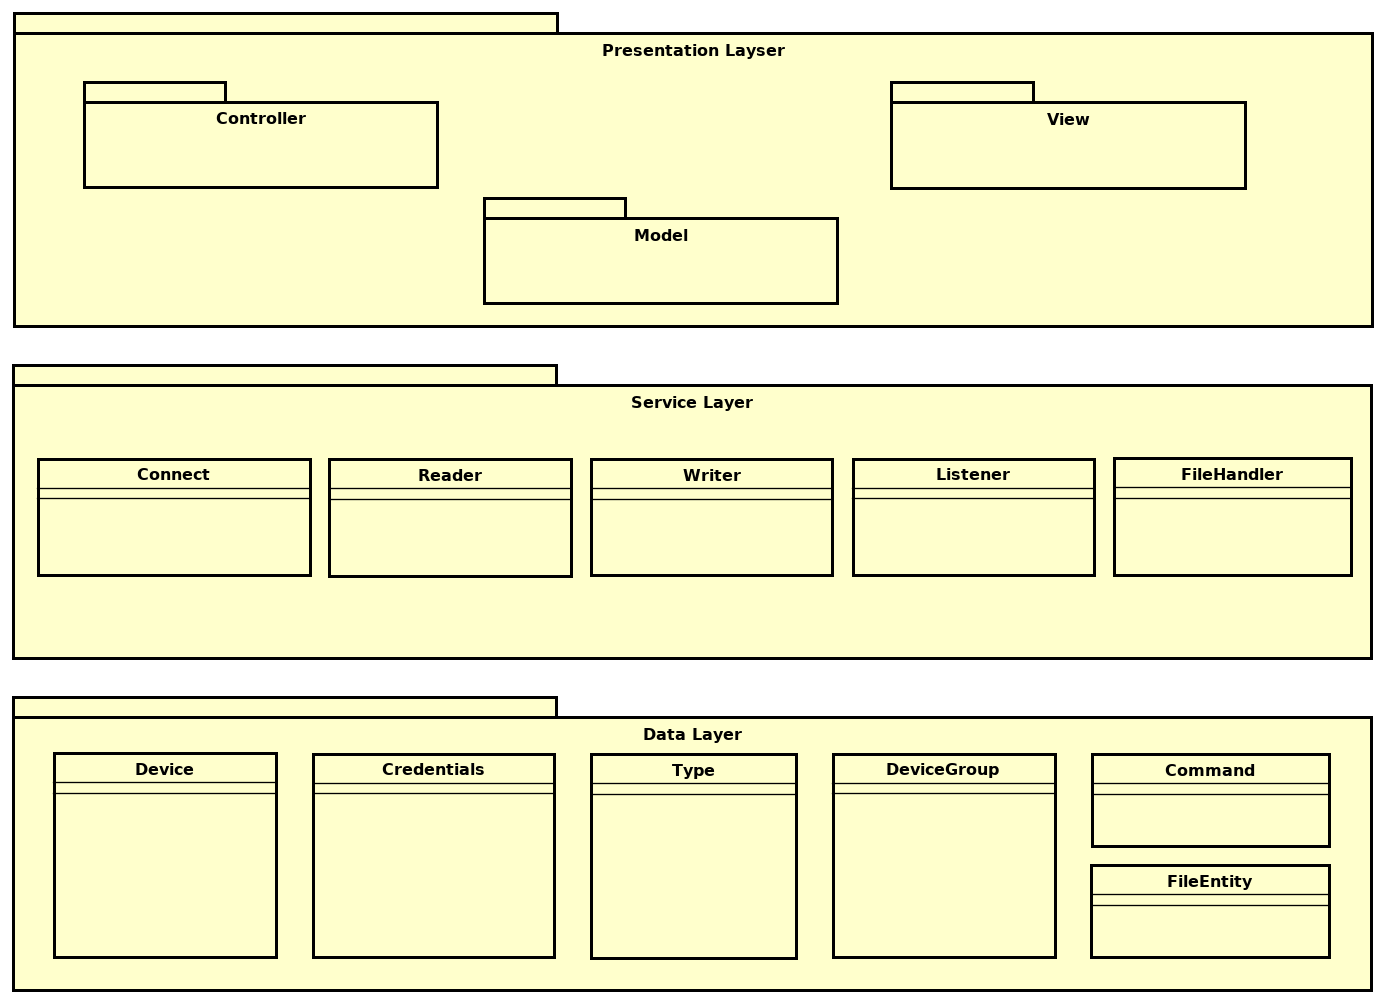 Presentation Layser
Controller
View
Model
Service Layer
Connect
Reader
Writer
Listener
FileHandler
Data Layer
Device
Credentials
Type
DeviceGroup
Command
FileEntity